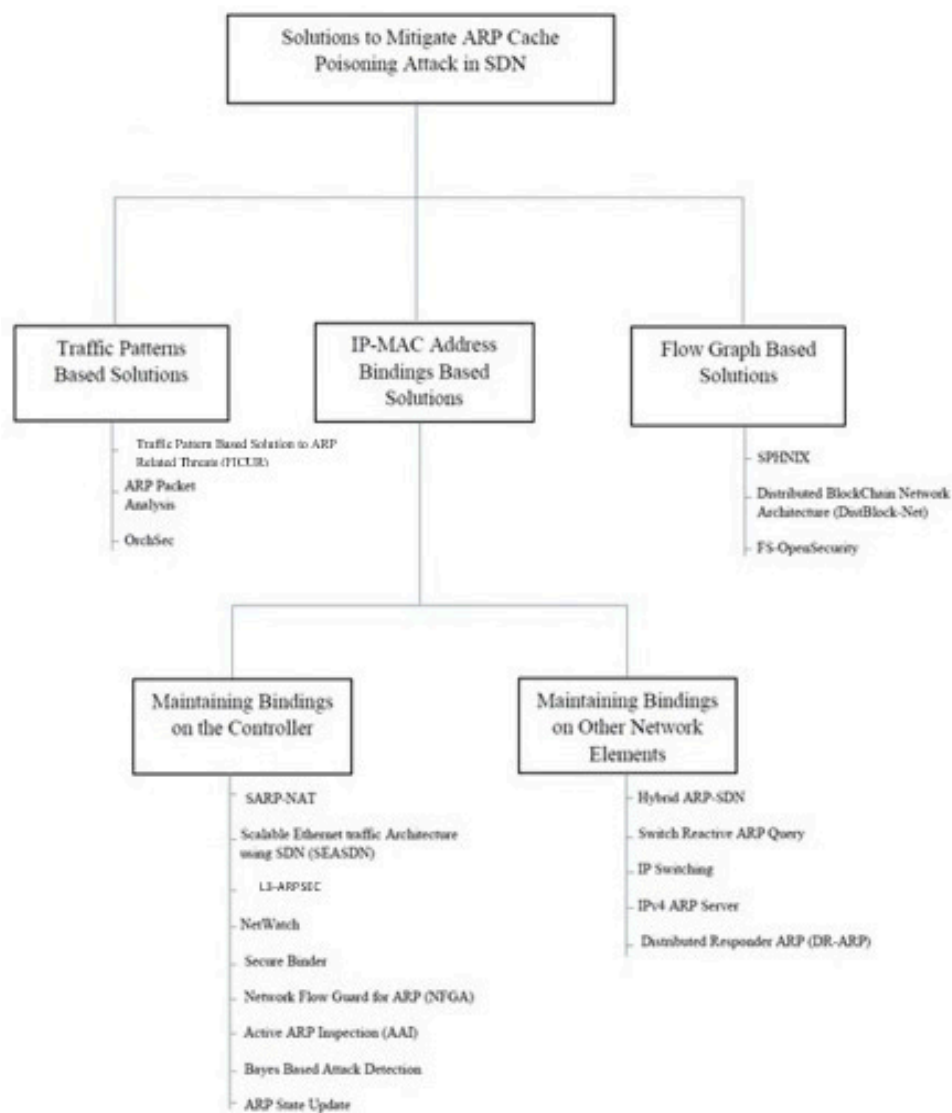 Solutions to Mitigate ARP Cache
Poisoning Attack in SDN
Traffic Patterns
Based Solutions
IP-MAC Address
Bindings Based
Solutions
Flow Graph Based
Solutions
Traffic Pattern Based Solution to ARP
Related Threats (FICUR)
ARP Packet
Analysis
OrchSec
SPHNIX
Distributed BlockChain Network
Architecture (DistBlock-Net)
FS-OpenSecurity
Maintaining Bindings
on the Controller
Maintaining Bindings
on Other Network
Elements
SARP-NAT
Scalable Ethernet traffic Architecture
using SDN (SEASDN)
L3-ARPSEC
NetWatch
Secure Binder
Network Flow Guard for ARP (NFGA)
Active ARP Inspection (AAI)
Bayes Based Attack Detection
ARP State Update
Hybrid ARP-SDN
Switch Reactive ARP Query
IP Switching
IPv4 ARP Server
Distributed Responder ARP (DR-ARP)